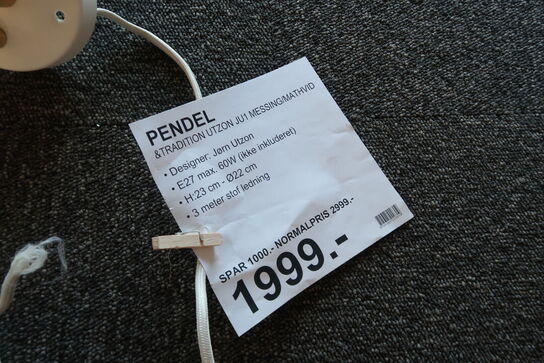 PENDEL
&TRADITION UTZON JU1 MESSING/MATHVID
• Designer: Jørn Utzon
• E27 max. 60W (ikke inkluderet)
• H:23 cm - Ø22 cm
• 3 meter stof ledning
SPAR 1000.- NORMALPRIS 2999.-
1999.-